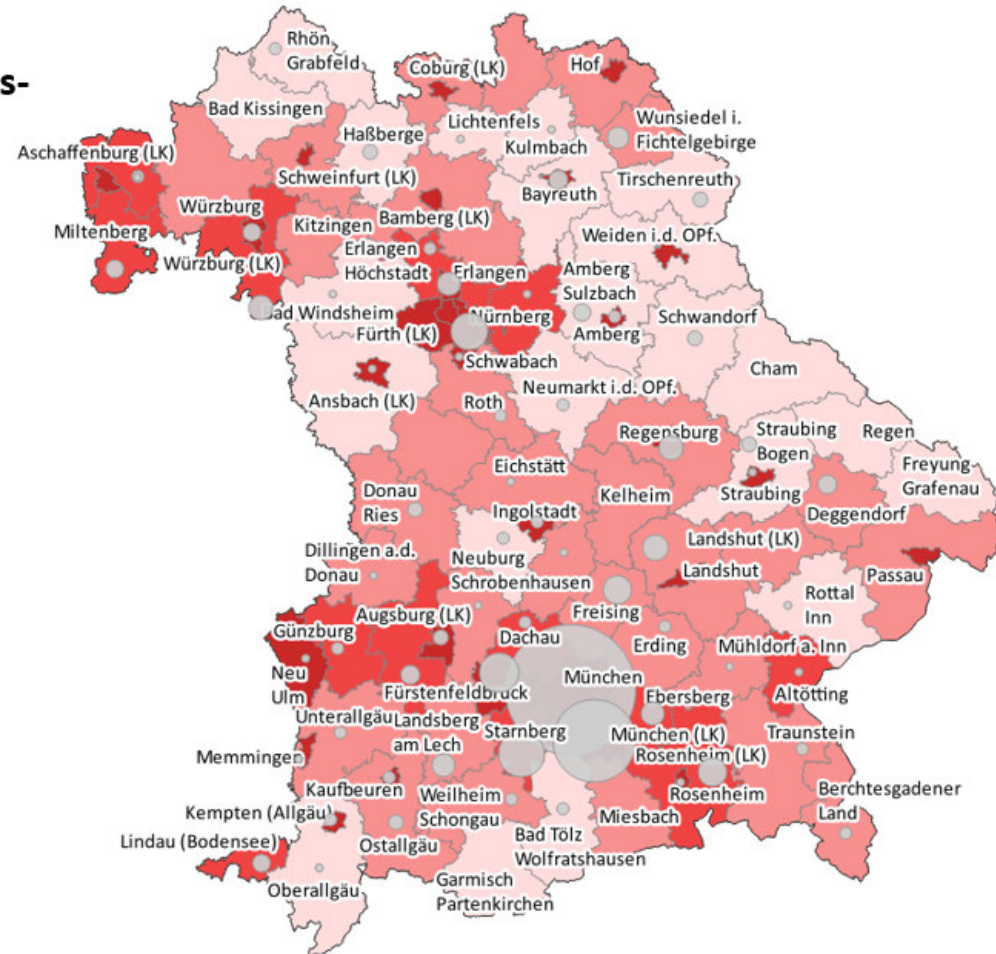 s-
Rhön
Grabfeld
Coburg (LK)
Hof
Bad Kissingen
Wunsiedel i.
Fichtelgebirge
Lichtenfels
Haßberge
Kulmbach
Aschaffenburg (LK)
Schweinfurt (LK)
Tirschenreuth
Bayreuth
Würzburg
Bamberg (LK)
Kitzingen
Miltenberg
Weiden i.d. OPf.
Erlangen
Höchstadt
Würzburg (LK)
Erlangen
Amberg
Sulzbach
Bad Windsheim
Nürnberg
Schwandorf
Fürth (LK)
Amberg
Schwabach
Cham
Neumarkt i.d. OPf.
Ansbach (LK)
Roth
Regensburg
Straubing
Bogen
Regen
Eichstätt
Freyung
Grafenau
Donau
Ries
Kelheim
Straubing
Ingolstadt
Deggendorf
Landshut (LK)
Dillingen a.d.
Donau
Neuburg
Schrobenhausen
Landshut
Passau
Rottal
Inn
Freising
Augsburg (LK)
Günzburg
Dachau
Erding
Mühldorf a. Inn
Neu
Ulm
München
Fürstenfeldbruck
Ebersberg
Altötting
Unterallgäu
Landsberg
am Lech
Starnberg
München (LK)
Traunstein
Memmingen
Rosenheim (LK)
Kaufbeuren
Weilheim
Schongau
Rosenheim
Berchtesgadener
Land
Kempten (Allgäu)
Miesbach
Bad Tölz
Wolfratshausen
Lindau (Bodensee)
Ostallgäu
Oberallgäu
Garmisch
Partenkirchen